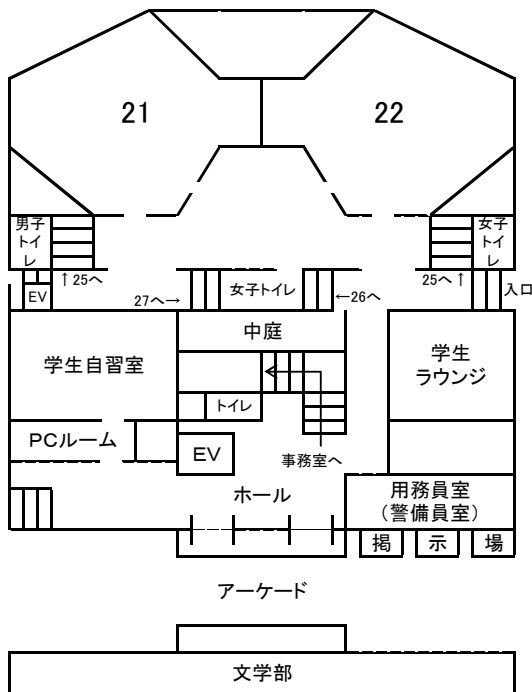 21
22
男子
トイ
レ
女子
トイ
レ
↑25へ
25へ↑
EV
27へ→
女子トイレ
←26へ
入口
中庭
学生自習室
学生
ラウンジ
トイレ
PCルーム
EV
事務室へ
ホール
用務員室
(警備員室)
掲 示 場
アーケード
文学部